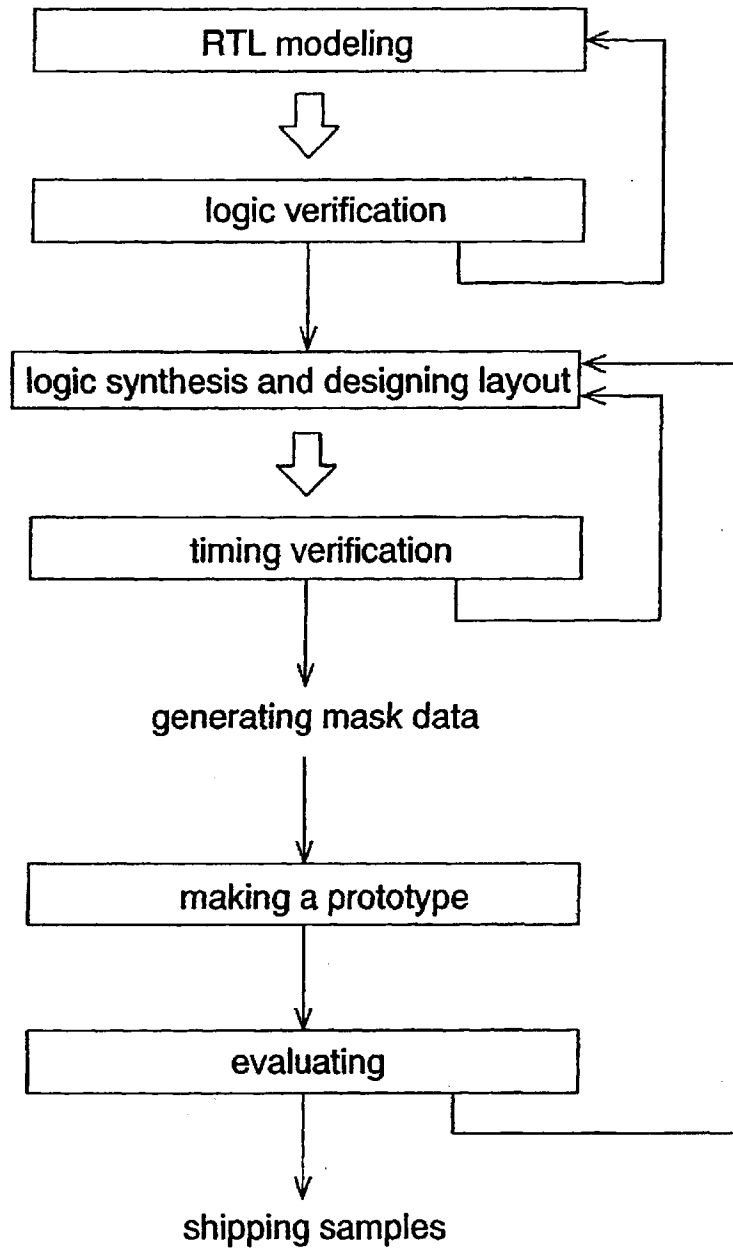 RTL modeling
logic verification
logic synthesis and designing layout
timing verification
generating mask data
making a prototype
evaluating
shipping samples